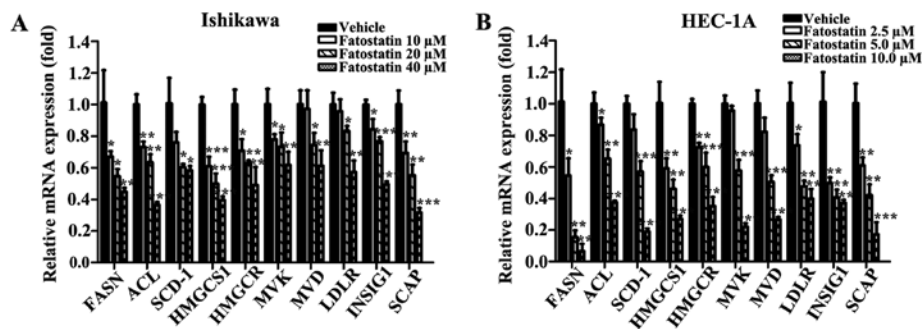 A
Ishikawa
Vehicle
Fatostatin 10 µM
Fatostatin 20 µM
Fatostatin 40 µM
Relative mRNA expression (fold)
1.4
1.2
1.0
0.8
0.6
0.4
0.2
0.0
FASN
ACL
SCD-1
HMGCS1
HMGCR
MVK
MVD
LDLR
INSIG1
SCAP
B
HEC-1A
Vehicle
Fatostatin 2.5 µM
Fatostatin 5.0 µM
Fatostatin 10.0 µM
Relative mRNA expression (fold)
1.4
1.2
1.0
0.8
0.6
0.4
0.2
0.0
FASN
ACL
SCD-1
HMGCS1
HMGCR
MVK
MVD
LDLR
INSIG1
SCAP